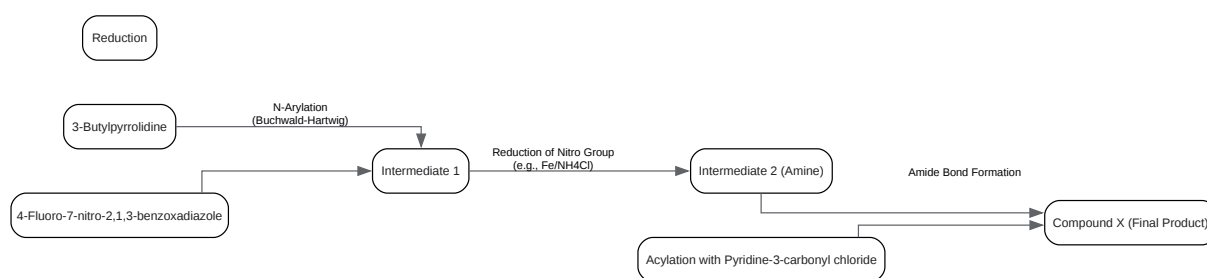 Reduction
3-Butylpyrrolidine
N-Arylation
(Buchwald-Hartwig)
4-Fluoro-7-nitro-2,1,3-benzoxadiazole
Intermediate 1
Reduction of Nitro Group
(e.g., Fe/NH4Cl)
Intermediate 2 (Amine)
Acylation with Pyridine-3-carbonyl chloride
Amide Bond Formation
Compound X (Final Product)